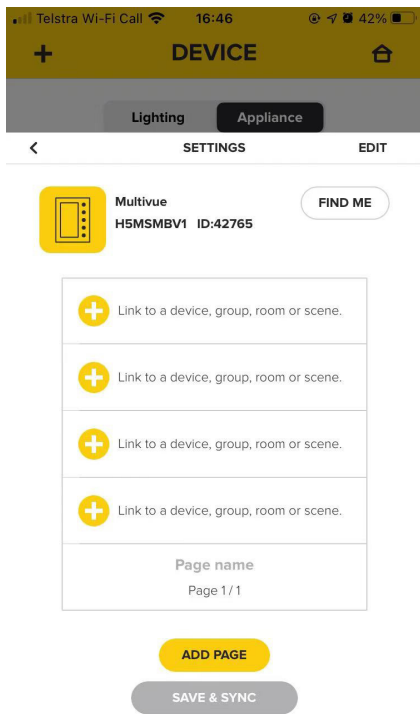 Telstra Wi-Fi Call 16:46 42%
DEVICE
Lighting Appliance
SETTINGS EDIT
Multivue FIND ME
H5MSMBV1 ID:42765
Link to a device, group, room or scene.
Link to a device, group, room or scene.
Link to a device, group, room or scene.
Link to a device, group, room or scene.
Page name
Page 1 / 1
ADD PAGE
SAVE & SYNC